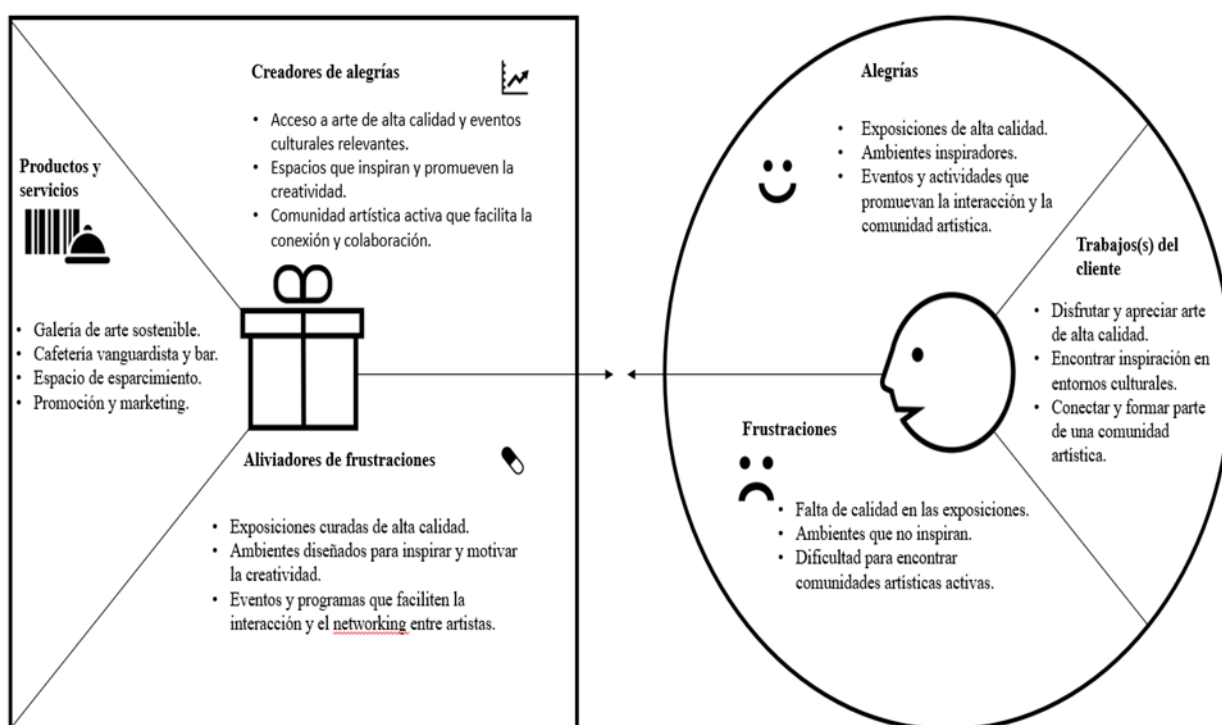 Creadores de alegrías
• Acceso a arte de alta calidad y eventos
culturales relevantes.
• Espacios que inspiran y promueven la
creatividad.
• Comunidad artística activa que facilita la
conexión y colaboración.
Productos y
servicios
• Galería de arte sostenible.
• Cafetería vanguardista y bar.
• Espacio de esparcimiento.
• Promoción y marketing.
Aliviadores de frustraciones
• Exposiciones curadas de alta calidad.
• Ambientes diseñados para inspirar y motivar
la creatividad.
• Eventos y programas que faciliten la
interacción y el networking entre artistas.
Alegrías
• Exposiciones de alta calidad.
• Ambientes inspiradores.
• Eventos y actividades que
promuevan la interacción y la
comunidad artística.
Trabajos(s) del
cliente
• Disfrutar y apreciar arte
de alta calidad.
• Encontrar inspiración en
entornos culturales.
• Conectar y formar parte
de una comunidad
artística.
Frustraciones
• Falta de calidad en las exposiciones.
• Ambientes que no inspiran.
• Dificultad para encontrar
comunidades artísticas activas.